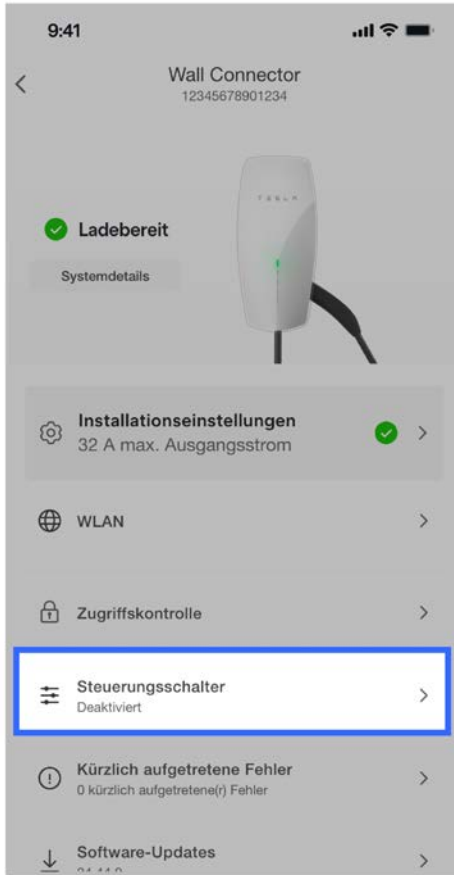 9:41
Wall Connector
12345678901234
TESLA
Ladebereit
Systemdetails
Installationseinstellungen
32 A max. Ausgangsstrom
WLAN
Zugriffskontrolle
Steuerungsschalter
Deaktiviert
Kürzlich aufgetretene Fehler
0 kürzlich aufgetretene(r) Fehler
Software-Updates